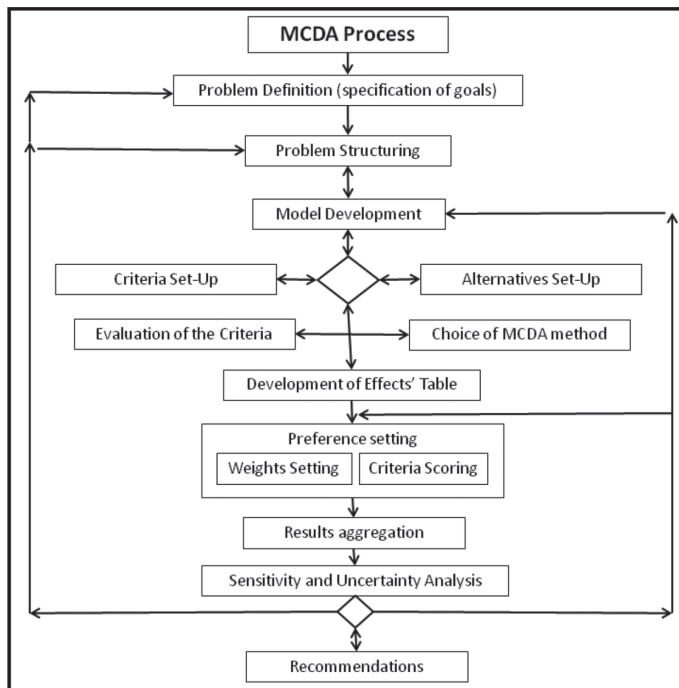 MCDA Process
Problem Definition (specification of goals)
Problem Structuring
Model Development
Criteria Set-Up
Alternatives Set-Up
Evaluation of the Criteria
Choice of MCDA method
Development of Effects' Table
Preference setting
Weights Setting
Criteria Scoring
Results aggregation
Sensitivity and Uncertainty Analysis
Recommendations